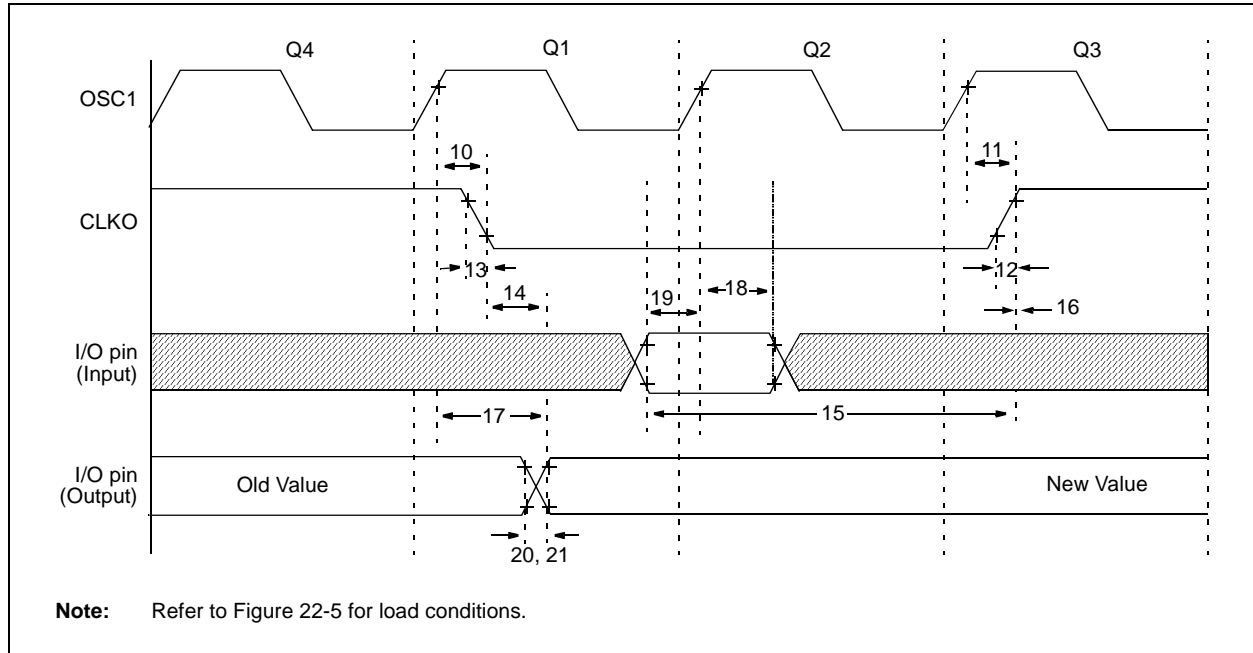 Q4 Q1 Q2 Q3
OSC1
10 11
CLKO
13 12
14 19 18 16
I/O pin
(Input)
17 15
I/O pin
(Output)
Old Value New Value
20, 21
Note: Refer to Figure 22-5 for load conditions.